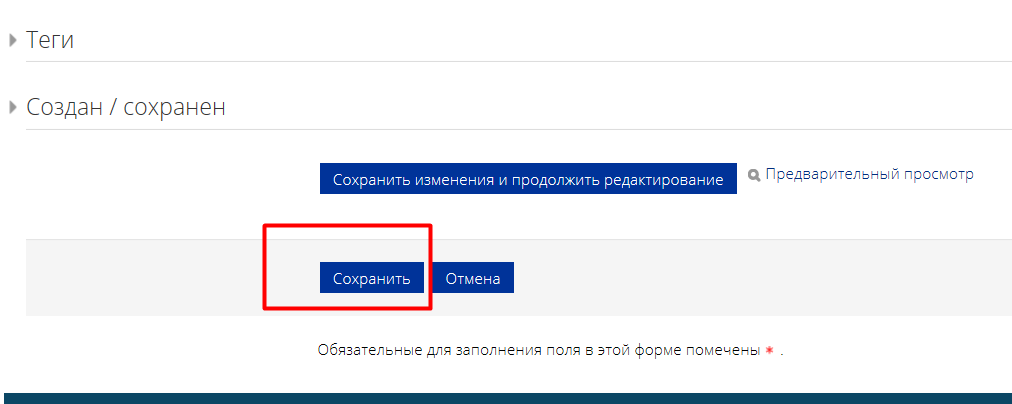 Теги
Создан / сохранен
Сохранить изменения и продолжить редактирование Предварительный просмотр
Сохранить Отмена
Обязательные для заполнения поля в этой форме помечены * .